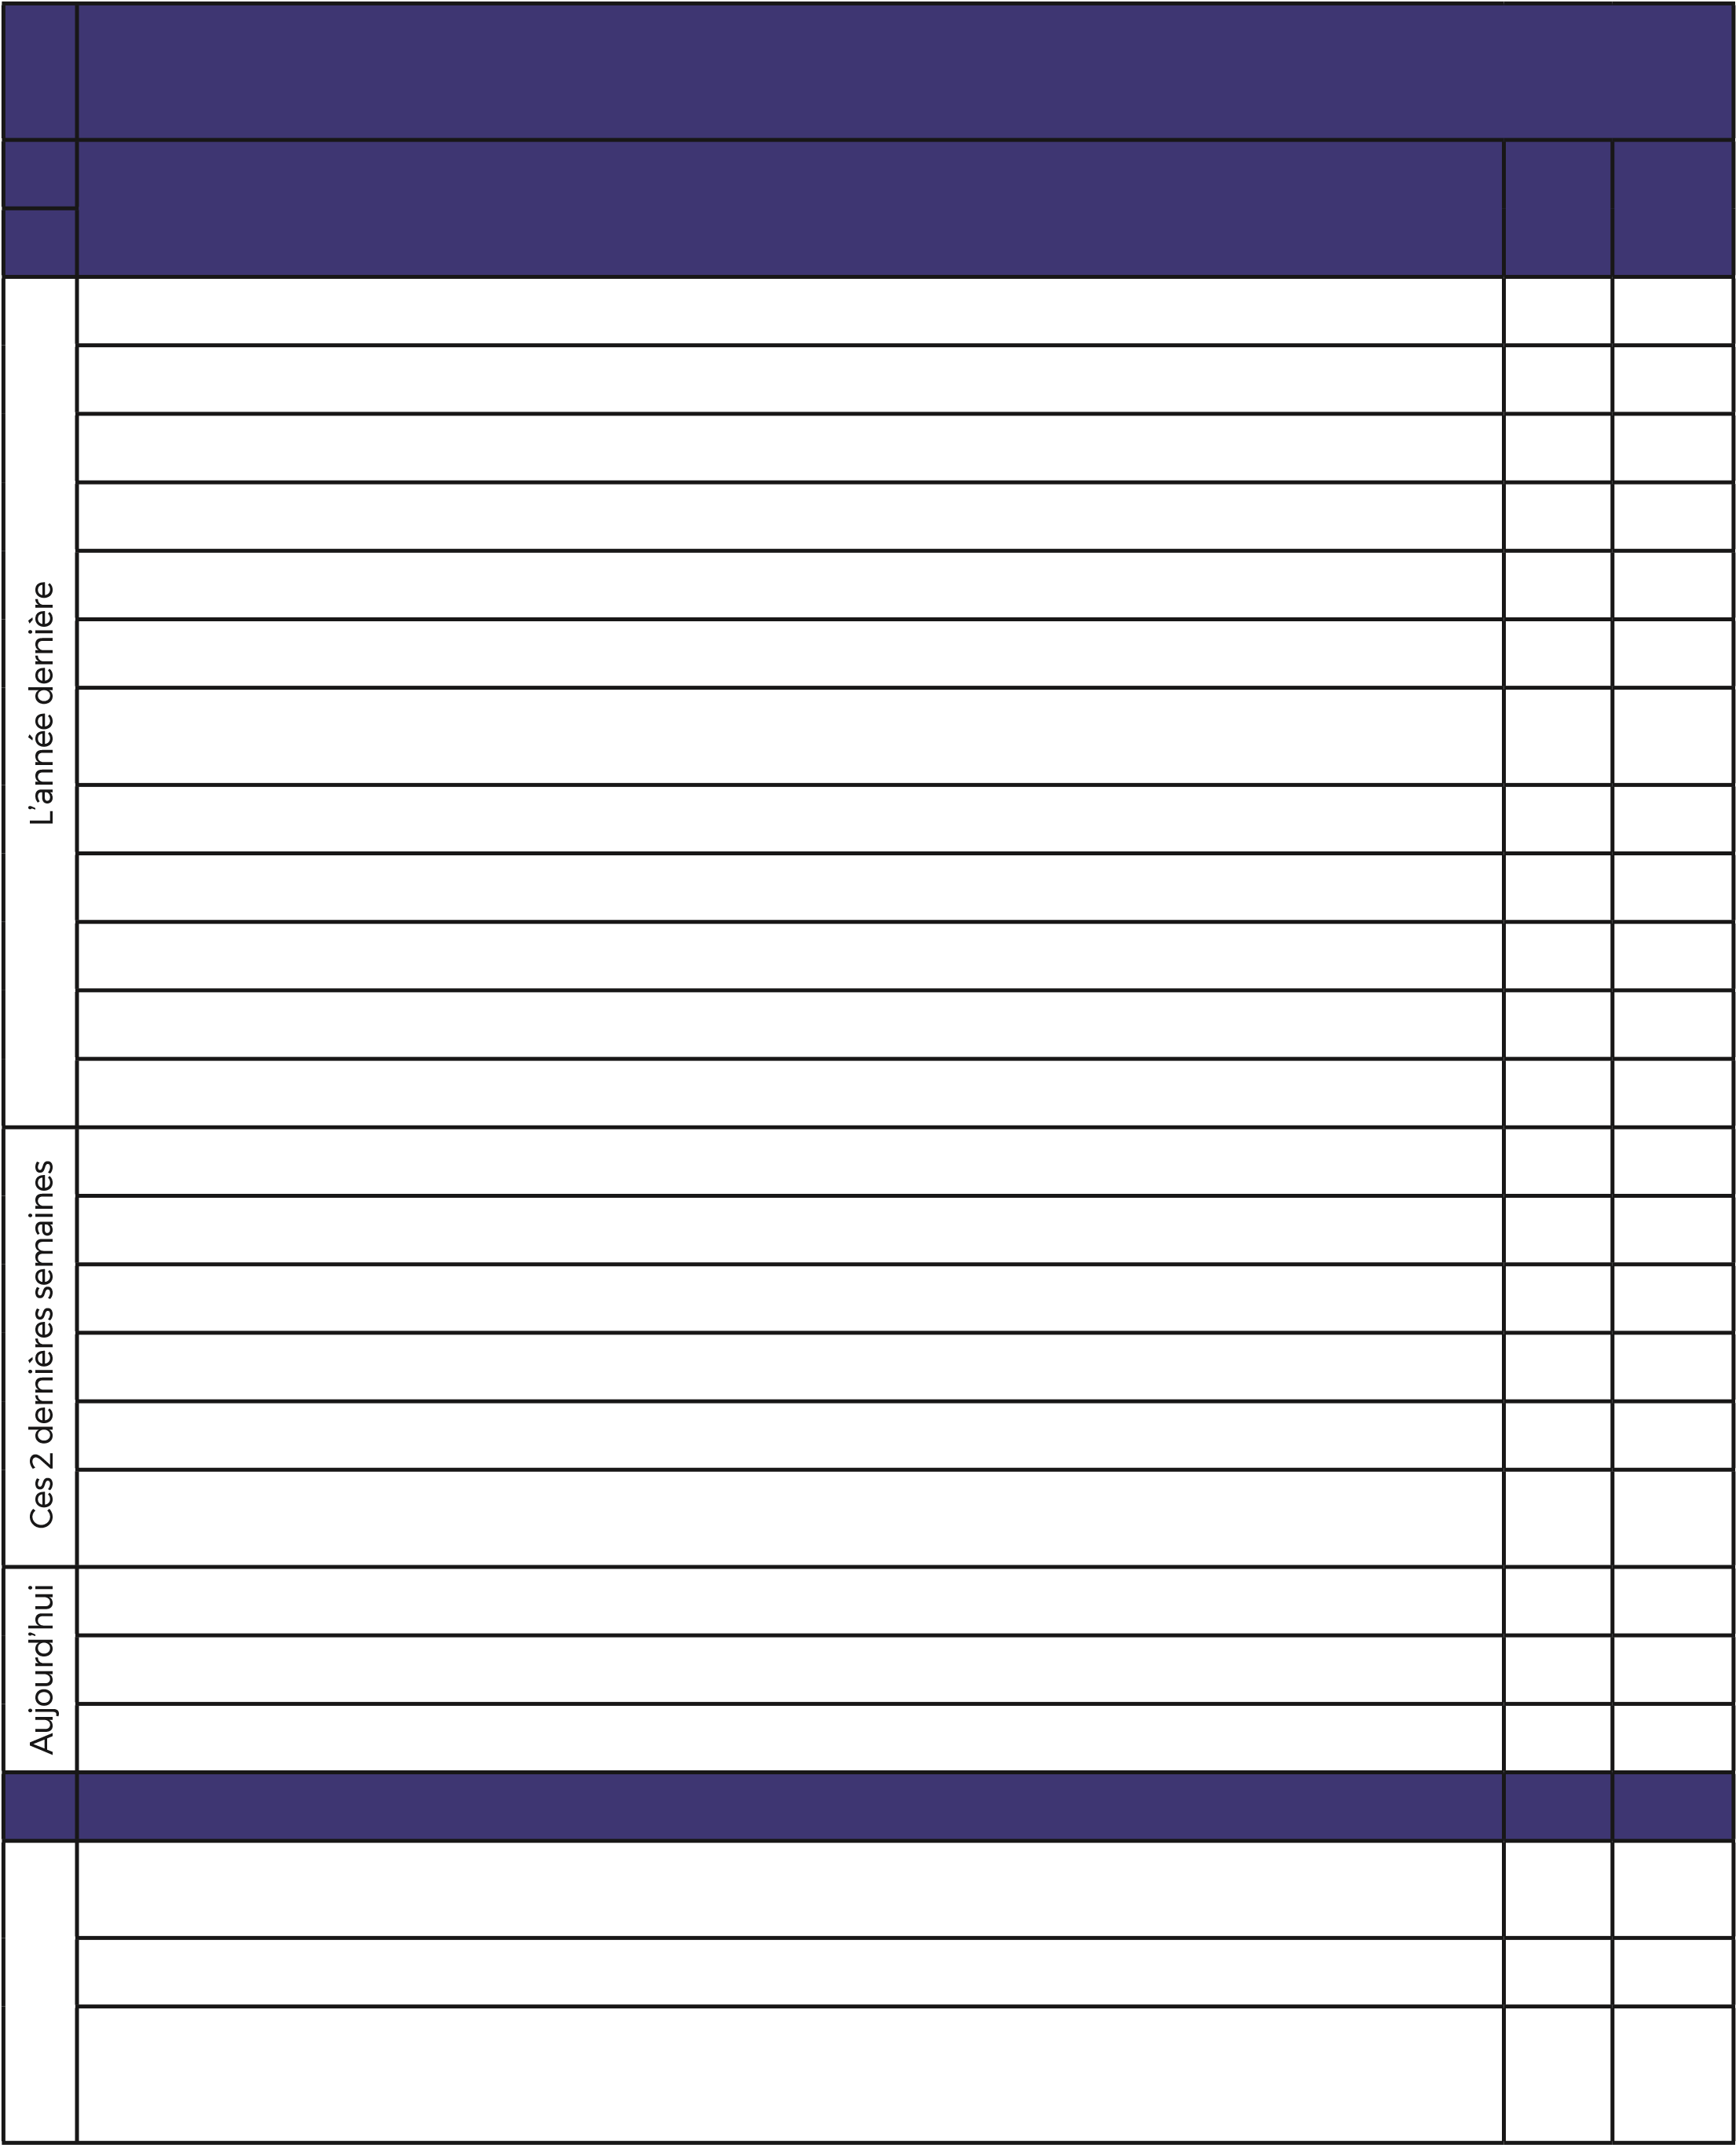 L'année dernière
Ces 2 dernières semaines
Aujourd'hui